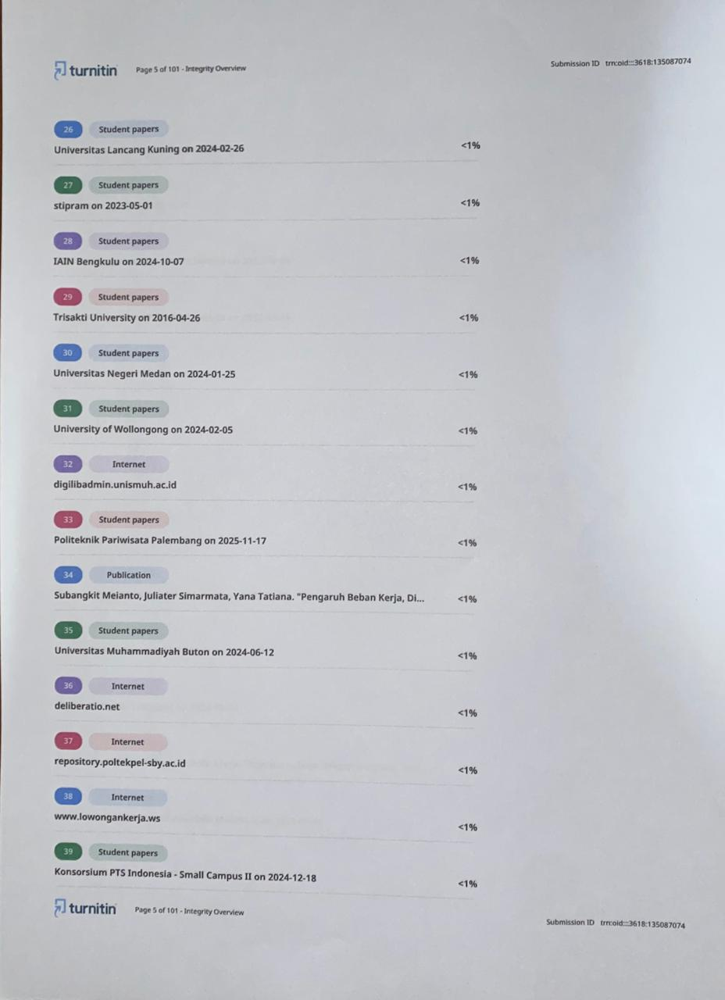 turnitin Page 5 of 101 - Integrity Overview Submission ID trn:oid:::3618:135087074
26 Student papers
Universitas Lancang Kuning on 2024-02-26 <1%
27 Student papers
stipram on 2023-05-01 <1%
28 Student papers
IAIN Bengkulu on 2024-10-07 <1%
29 Student papers
Trisakti University on 2016-04-26 <1%
30 Student papers
Universitas Negeri Medan on 2024-01-25 <1%
31 Student papers
University of Wollongong on 2024-02-05 <1%
32 Internet
digilibadmin.unismuh.ac.id <1%
33 Student papers
Politeknik Pariwisata Palembang on 2025-11-17 <1%
34 Publication
Subangkit Meianto, Juliater Simarmata, Yana Tatiana. "Pengaruh Beban Kerja, Di... <1%
35 Student papers
Universitas Muhammadiyah Buton on 2024-06-12 <1%
36 Internet
deliberatio.net <1%
37 Internet
repository.poltekpel-sby.ac.id <1%
38 Internet
www.lowongankerja.ws <1%
39 Student papers
Konsorsium PTS Indonesia - Small Campus II on 2024-12-18 <1%
turnitin Page 5 of 101 - Integrity Overview Submission ID trn:oid:::3618:135087074